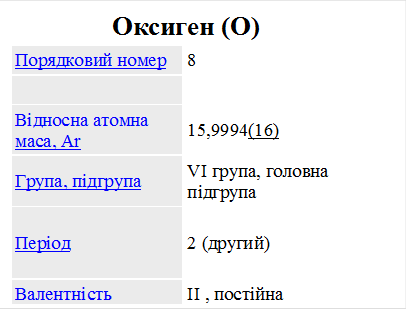 Оксиген (О)
Порядковий номер 8
Відносна атомна
маса, Ar 15,9994(16)
Група, підгрупа VI група, головна
підгрупа
Період 2 (другий)
Валентність II , постійна